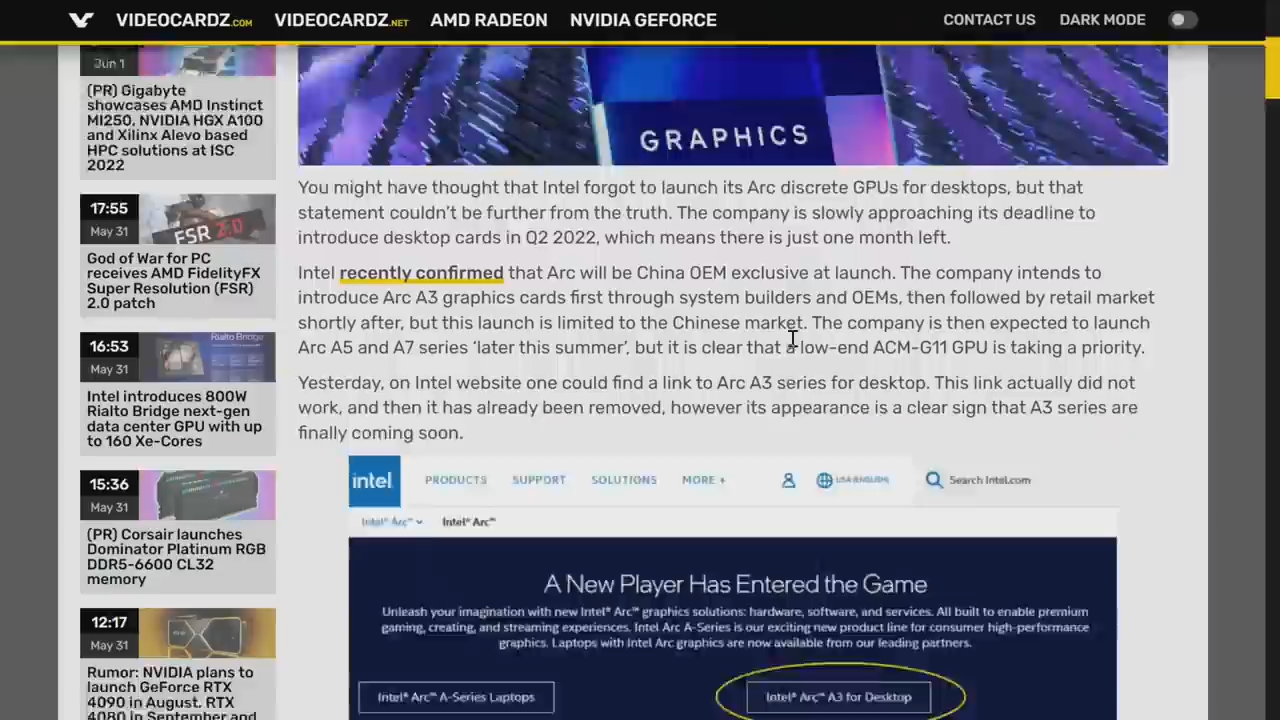 VIDEOCARDZ.COM VIDEOCARDZ.NET AMD RADEON NVIDIA GEFORCE CONTACT US DARK MODE
Jun 1
(PR) Gigabyte
showcases AMD Instinct
MI250, NVIDIA HGX A100
and Xilinx Alevo based
HPC solutions at ISC
2022
17:55
May 31
FSR 2.0
God of War for PC
receives AMD FidelityFX
Super Resolution (FSR)
2.0 patch
16:53
May 31
Rialto Bridge
Intel introduces 800W
Rialto Bridge next-gen
data center GPU with up
to 160 Xe-Cores
15:36
May 31
(PR) Corsair launches
Dominator Platinum RGB
DDR5-6600 CL32
memory
12:17
May 31
Rumor: NVIDIA plans to
launch GeForce RTX
4090 in August, RTX
4080 in September and
GRAPHICS
You might have thought that Intel forgot to launch its Arc discrete GPUs for desktops, but that
statement couldn't be further from the truth. The company is slowly approaching its deadline to
introduce desktop cards in Q2 2022, which means there is just one month left.
Intel recently confirmed that Arc will be China OEM exclusive at launch. The company intends to
introduce Arc A3 graphics cards first through system builders and OEMs, then followed by retail market
shortly after, but this launch is limited to the Chinese market. The company is then expected to launch
Arc A5 and A7 series ‘later this summer’, but it is clear that a low-end ACM-G11 GPU is taking a priority.
Yesterday, on Intel website one could find a link to Arc A3 series for desktop. This link actually did not
work, and then it has already been removed, however its appearance is a clear sign that A3 series are
finally coming soon.
intel. PRODUCTS SUPPORT SOLUTIONS MORE + USA (ENGLISH) Search Intel.com
Intel® Arc™ Intel® Arc™
A New Player Has Entered the Game
Unleash your imagination with new Intel® Arc™ graphics solutions: hardware, software, and services. All built to enable premium
gaming, creating, and streaming experiences. Intel Arc A-Series is our exciting new product line for consumer high-performance
graphics. Laptops with Intel Arc graphics are now available from our leading partners.
Intel® Arc™ A-Series Laptops Intel® Arc™ A3 for Desktop